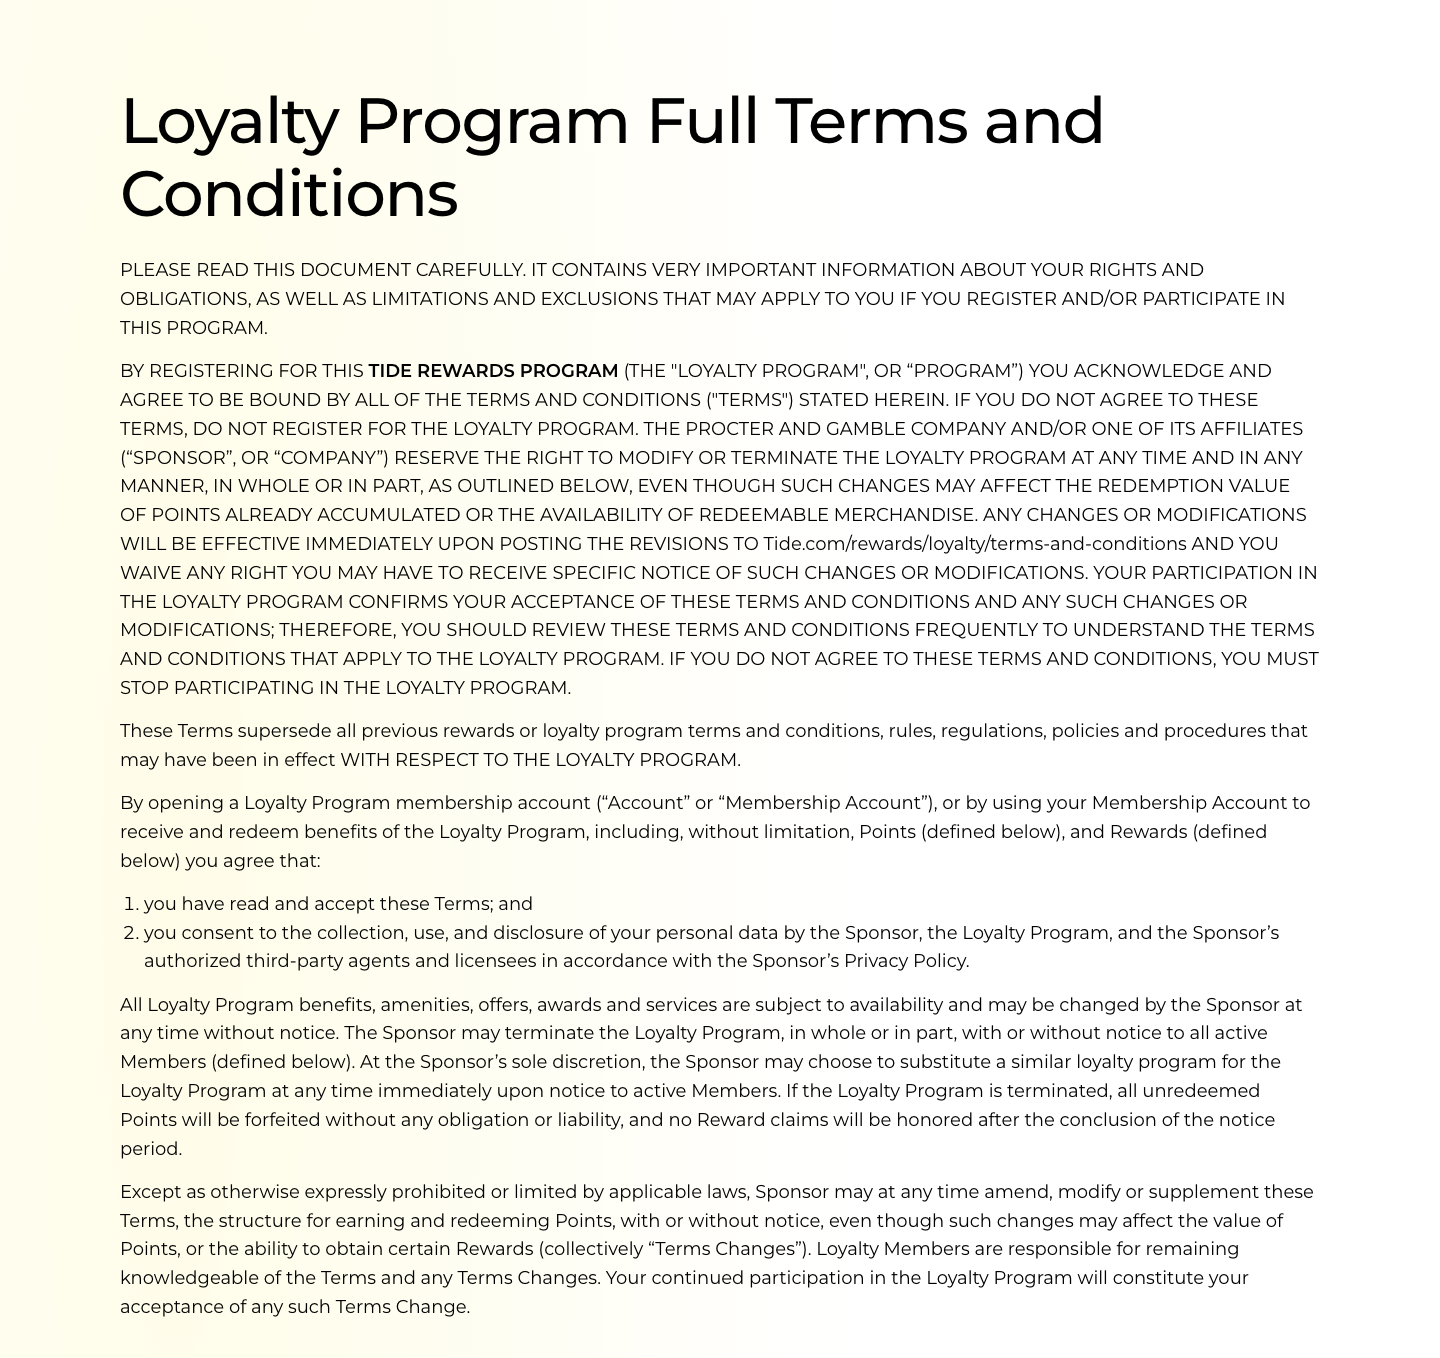 Loyalty Program Full Terms and
Conditions
PLEASE READ THIS DOCUMENT CAREFULLY. IT CONTAINS VERY IMPORTANT INFORMATION ABOUT YOUR RIGHTS AND
OBLIGATIONS, AS WELL AS LIMITATIONS AND EXCLUSIONS THAT MAY APPLY TO YOU IF YOU REGISTER AND/OR PARTICIPATE IN
THIS PROGRAM.
BY REGISTERING FOR THIS TIDE REWARDS PROGRAM (THE "LOYALTY PROGRAM", OR “PROGRAM”) YOU ACKNOWLEDGE AND
AGREE TO BE BOUND BY ALL OF THE TERMS AND CONDITIONS ("TERMS") STATED HEREIN. IF YOU DO NOT AGREE TO THESE
TERMS, DO NOT REGISTER FOR THE LOYALTY PROGRAM. THE PROCTER AND GAMBLE COMPANY AND/OR ONE OF ITS AFFILIATES
(“SPONSOR”, OR “COMPANY”) RESERVE THE RIGHT TO MODIFY OR TERMINATE THE LOYALTY PROGRAM AT ANY TIME AND IN ANY
MANNER, IN WHOLE OR IN PART, AS OUTLINED BELOW, EVEN THOUGH SUCH CHANGES MAY AFFECT THE REDEMPTION VALUE
OF POINTS ALREADY ACCUMULATED OR THE AVAILABILITY OF REDEEMABLE MERCHANDISE. ANY CHANGES OR MODIFICATIONS
WILL BE EFFECTIVE IMMEDIATELY UPON POSTING THE REVISIONS TO Tide.com/rewards/loyalty/terms-and-conditions AND YOU
WAIVE ANY RIGHT YOU MAY HAVE TO RECEIVE SPECIFIC NOTICE OF SUCH CHANGES OR MODIFICATIONS. YOUR PARTICIPATION IN
THE LOYALTY PROGRAM CONFIRMS YOUR ACCEPTANCE OF THESE TERMS AND CONDITIONS AND ANY SUCH CHANGES OR
MODIFICATIONS; THEREFORE, YOU SHOULD REVIEW THESE TERMS AND CONDITIONS FREQUENTLY TO UNDERSTAND THE TERMS
AND CONDITIONS THAT APPLY TO THE LOYALTY PROGRAM. IF YOU DO NOT AGREE TO THESE TERMS AND CONDITIONS, YOU MUST
STOP PARTICIPATING IN THE LOYALTY PROGRAM.
These Terms supersede all previous rewards or loyalty program terms and conditions, rules, regulations, policies and procedures that
may have been in effect WITH RESPECT TO THE LOYALTY PROGRAM.
By opening a Loyalty Program membership account (“Account” or “Membership Account”), or by using your Membership Account to
receive and redeem benefits of the Loyalty Program, including, without limitation, Points (defined below), and Rewards (defined
below) you agree that:
1. you have read and accept these Terms; and
2. you consent to the collection, use, and disclosure of your personal data by the Sponsor, the Loyalty Program, and the Sponsor’s
authorized third-party agents and licensees in accordance with the Sponsor’s Privacy Policy.
All Loyalty Program benefits, amenities, offers, awards and services are subject to availability and may be changed by the Sponsor at
any time without notice. The Sponsor may terminate the Loyalty Program, in whole or in part, with or without notice to all active
Members (defined below). At the Sponsor’s sole discretion, the Sponsor may choose to substitute a similar loyalty program for the
Loyalty Program at any time immediately upon notice to active Members. If the Loyalty Program is terminated, all unredeemed
Points will be forfeited without any obligation or liability, and no Reward claims will be honored after the conclusion of the notice
period.
Except as otherwise expressly prohibited or limited by applicable laws, Sponsor may at any time amend, modify or supplement these
Terms, the structure for earning and redeeming Points, with or without notice, even though such changes may affect the value of
Points, or the ability to obtain certain Rewards (collectively “Terms Changes”). Loyalty Members are responsible for remaining
knowledgeable of the Terms and any Terms Changes. Your continued participation in the Loyalty Program will constitute your
acceptance of any such Terms Change.